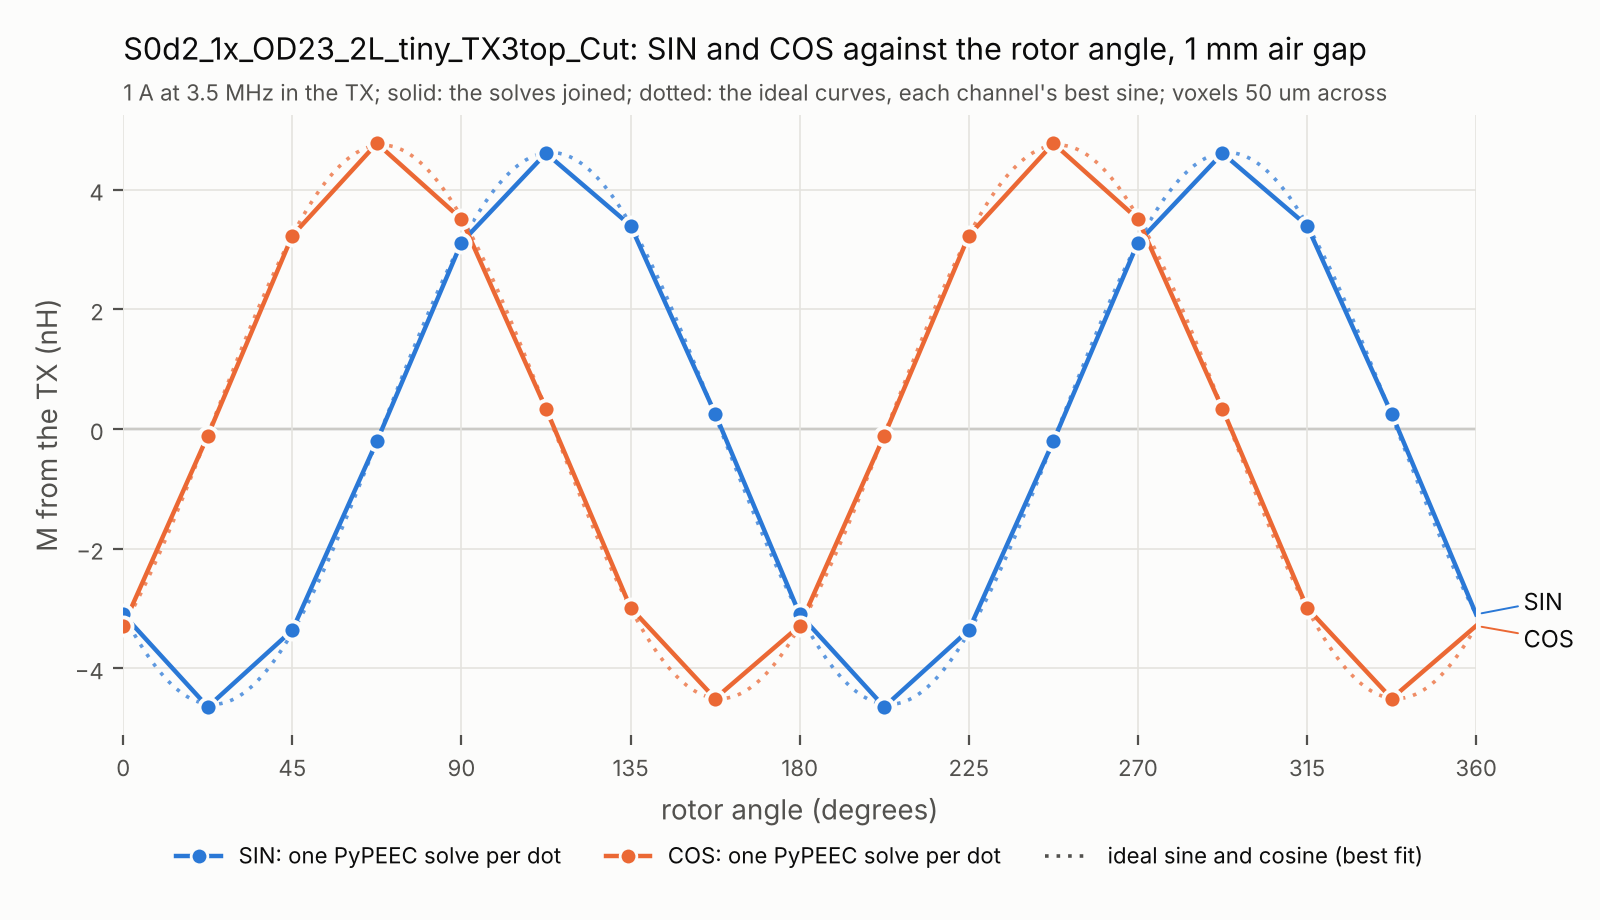 S0d2_1x_OD23_2L_tiny_TX3top_Cut: SIN and COS against the rotor angle, 1 mm air gap
1 A at 3.5 MHz in the TX; solid: the solves joined; dotted: the ideal curves, each channel's best sine; voxels 50 um across
M from the TX (nH)
4
2
0
−2
−4
SIN
COS
0 45 90 135 180 225 270 315 360
rotor angle (degrees)
SIN: one PyPEEC solve per dot COS: one PyPEEC solve per dot ideal sine and cosine (best fit)